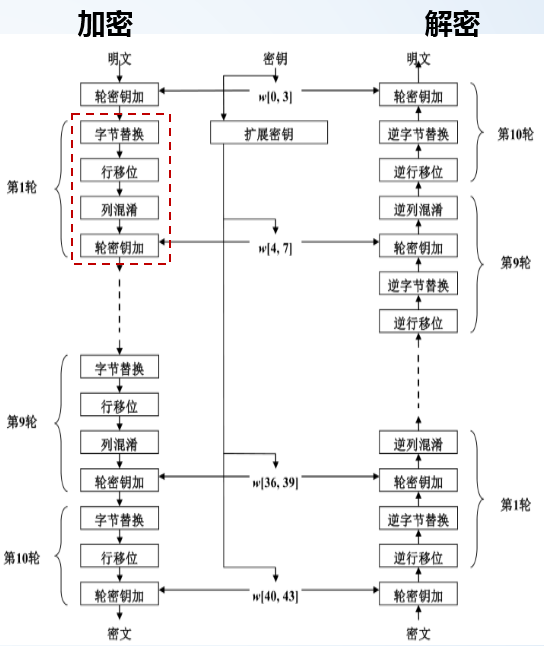 加密
解密
明文
密钥
明文
轮密钥加
w[0, 3]
轮密钥加
字节替换
扩展密钥
逆字节替换
第10轮
行移位
逆行移位
第1轮
列混淆
逆列混淆
轮密钥加
w[4, 7]
轮密钥加
第9轮
逆字节替换
逆行移位
字节替换
行移位
第9轮
列混淆
逆列混淆
轮密钥加
w[36, 39]
轮密钥加
第1轮
字节替换
逆字节替换
第10轮
行移位
逆行移位
轮密钥加
w[40, 43]
轮密钥加
密文
密文